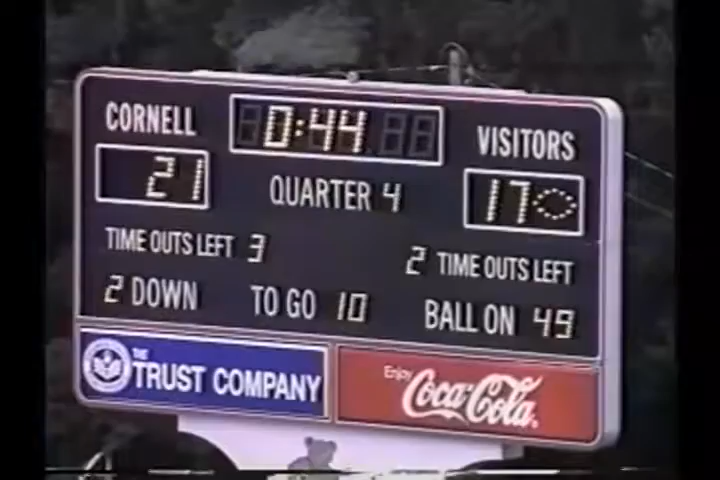 CORNELL
0:44
VISITORS
21
QUARTER 4
17
TIME OUTS LEFT 3
2 TIME OUTS LEFT
2 DOWN
TO GO 10
BALL ON 49
THE
TRUST COMPANY
Enjoy
Coca-Cola